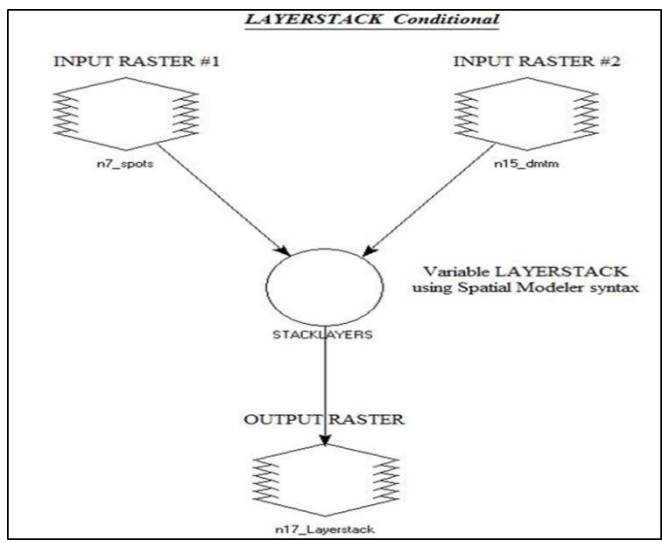 LAYERSTACK Conditional
INPUT RASTER #1
INPUT RASTER #2
n7_spots
n15_dmtm
Variable LAYERSTACK
using Spatial Modeler syntax
STACKLAYERS
OUTPUT RASTER
n17_Layerstack